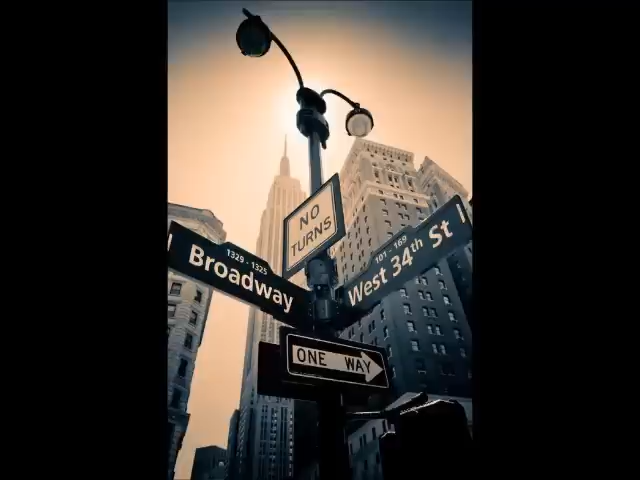 NO
TURNS
1329 - 1325
Broadway
101 - 169
West 34th St
ONE WAY